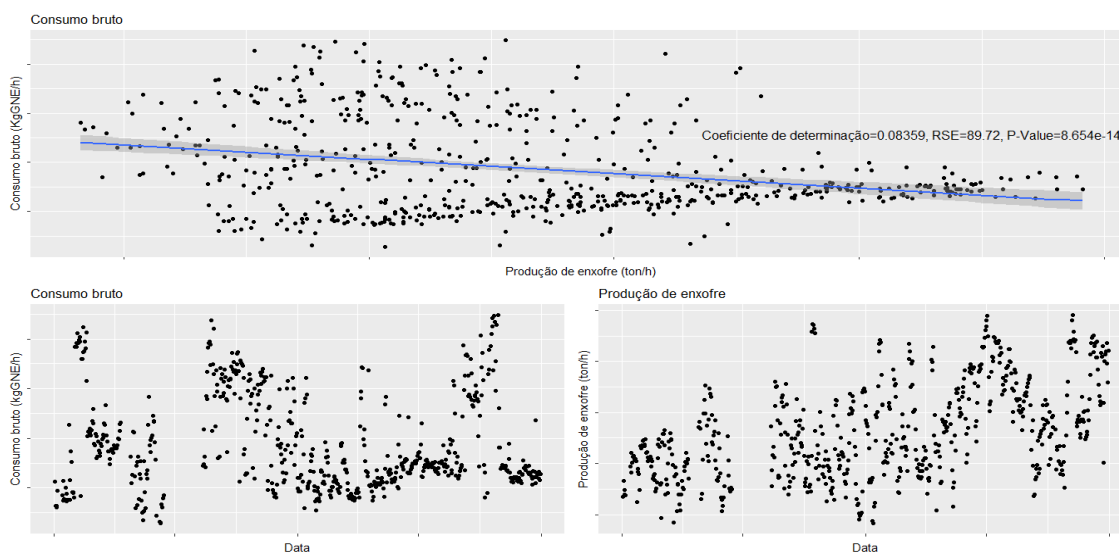 Consumo bruto
Consumo bruto (KgGNE/h)
Coeficiente de determinação=0.08359, RSE=89.72, P-Value=8.654e-14
Produção de enxofre (ton/h)
Consumo bruto
Consumo bruto (KgGNE/h)
Data
Produção de enxofre
Produção de enxofre (ton/h)
Data